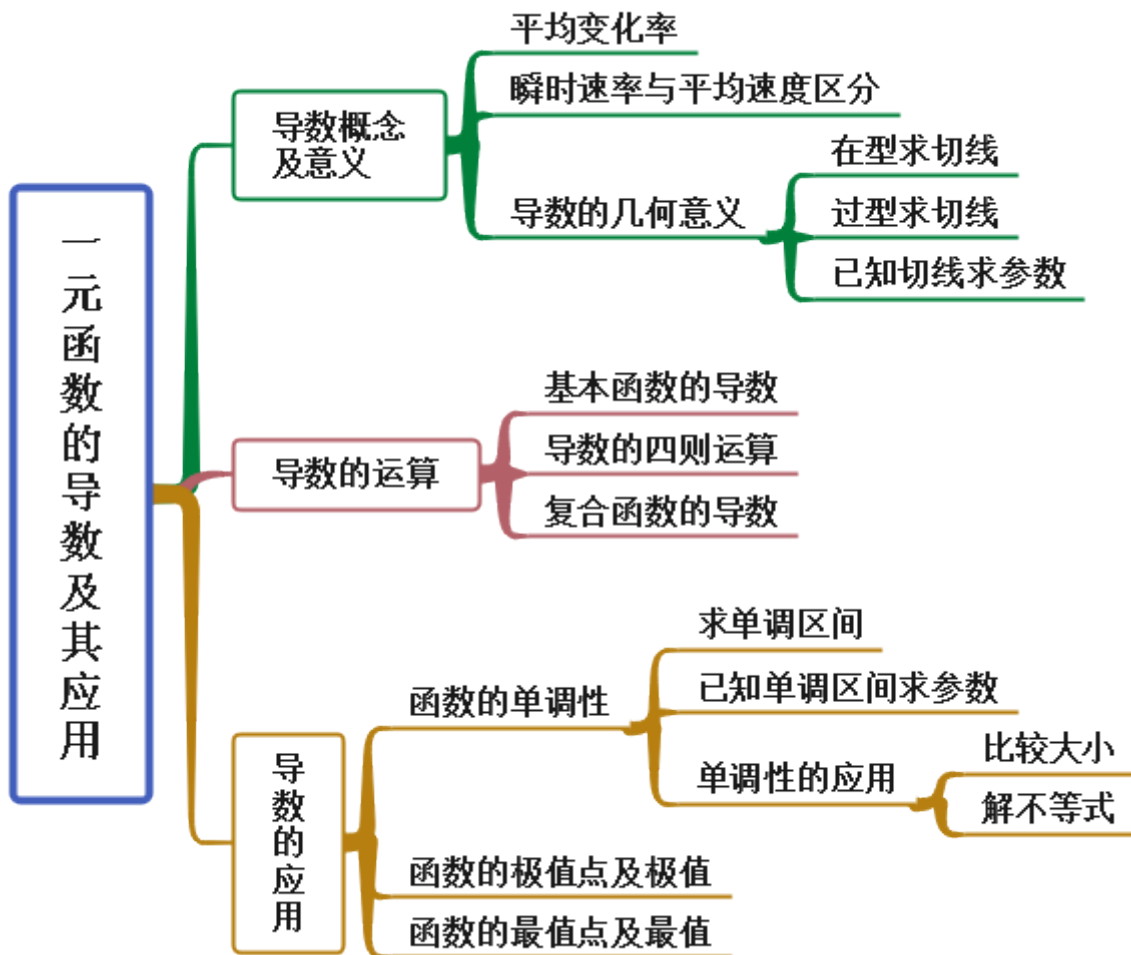 一元函数的导数及其应用
导数概念
及意义
平均变化率
瞬时速率与平均速度区分
导数的几何意义
在型求切线
过型求切线
已知切线求参数
导数的运算
基本函数的导数
导数的四则运算
复合函数的导数
导数的应用
函数的单调性
求单调区间
已知单调区间求参数
单调性的应用
比较大小
解不等式
函数的极值点及极值
函数的最值点及最值